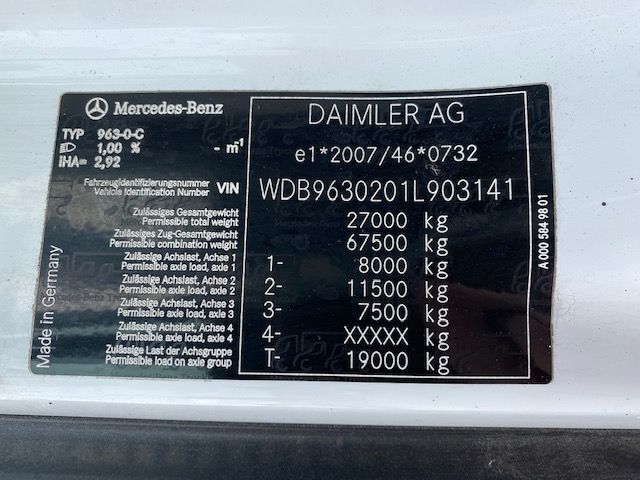 Mercedes-Benz
DAIMLER AG
TYP 963-0-C
1,00 % - m⁻¹
iHA= 2,92
e1*2007/46*0732
Fahrzeugidentifizierungsnummer
Vehicle Identification Number VIN WDB9630201L903141
Zulässiges Gesamtgewicht
Permissible total weight 27000 kg
Zulässiges Zug-Gesamtgewicht
Permissible combination weight 67500 kg
Zulässige Achslast, Achse 1
Permissible axle load, axle 1 1- 8000 kg
Zulässige Achslast, Achse 2
Permissible axle load, axle 2 2- 11500 kg
Zulässige Achslast, Achse 3
Permissible axle load, axle 3 3- 7500 kg
Zulässige Achslast, Achse 4
Permissible axle load, axle 4 4- XXXXX kg
Zulässige Last der Achsgruppe
Permissible load on axle group T- 19000 kg
Made in Germany
A 000 584 98 01